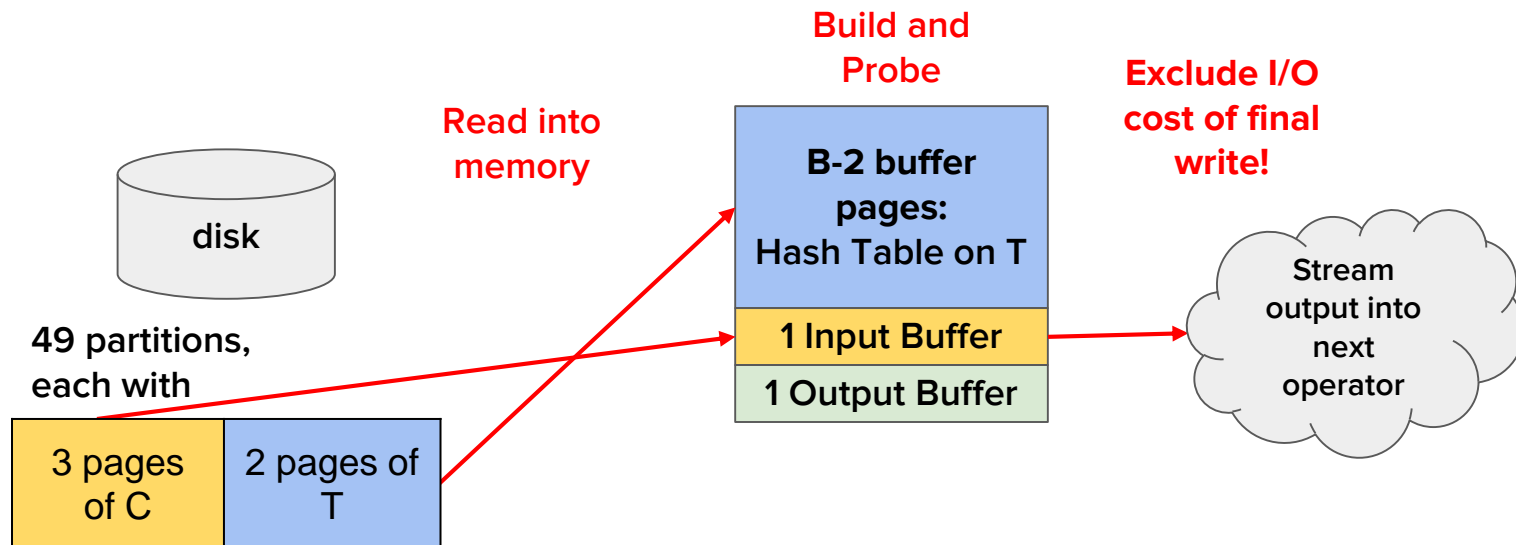 Build and
Probe
Exclude I/O
cost of final
write!
Read into
memory
B-2 buffer
pages:
Hash Table on T
disk
Stream
output into
next
operator
1 Input Buffer
49 partitions,
each with
1 Output Buffer
3 pages
of C
2 pages of
T